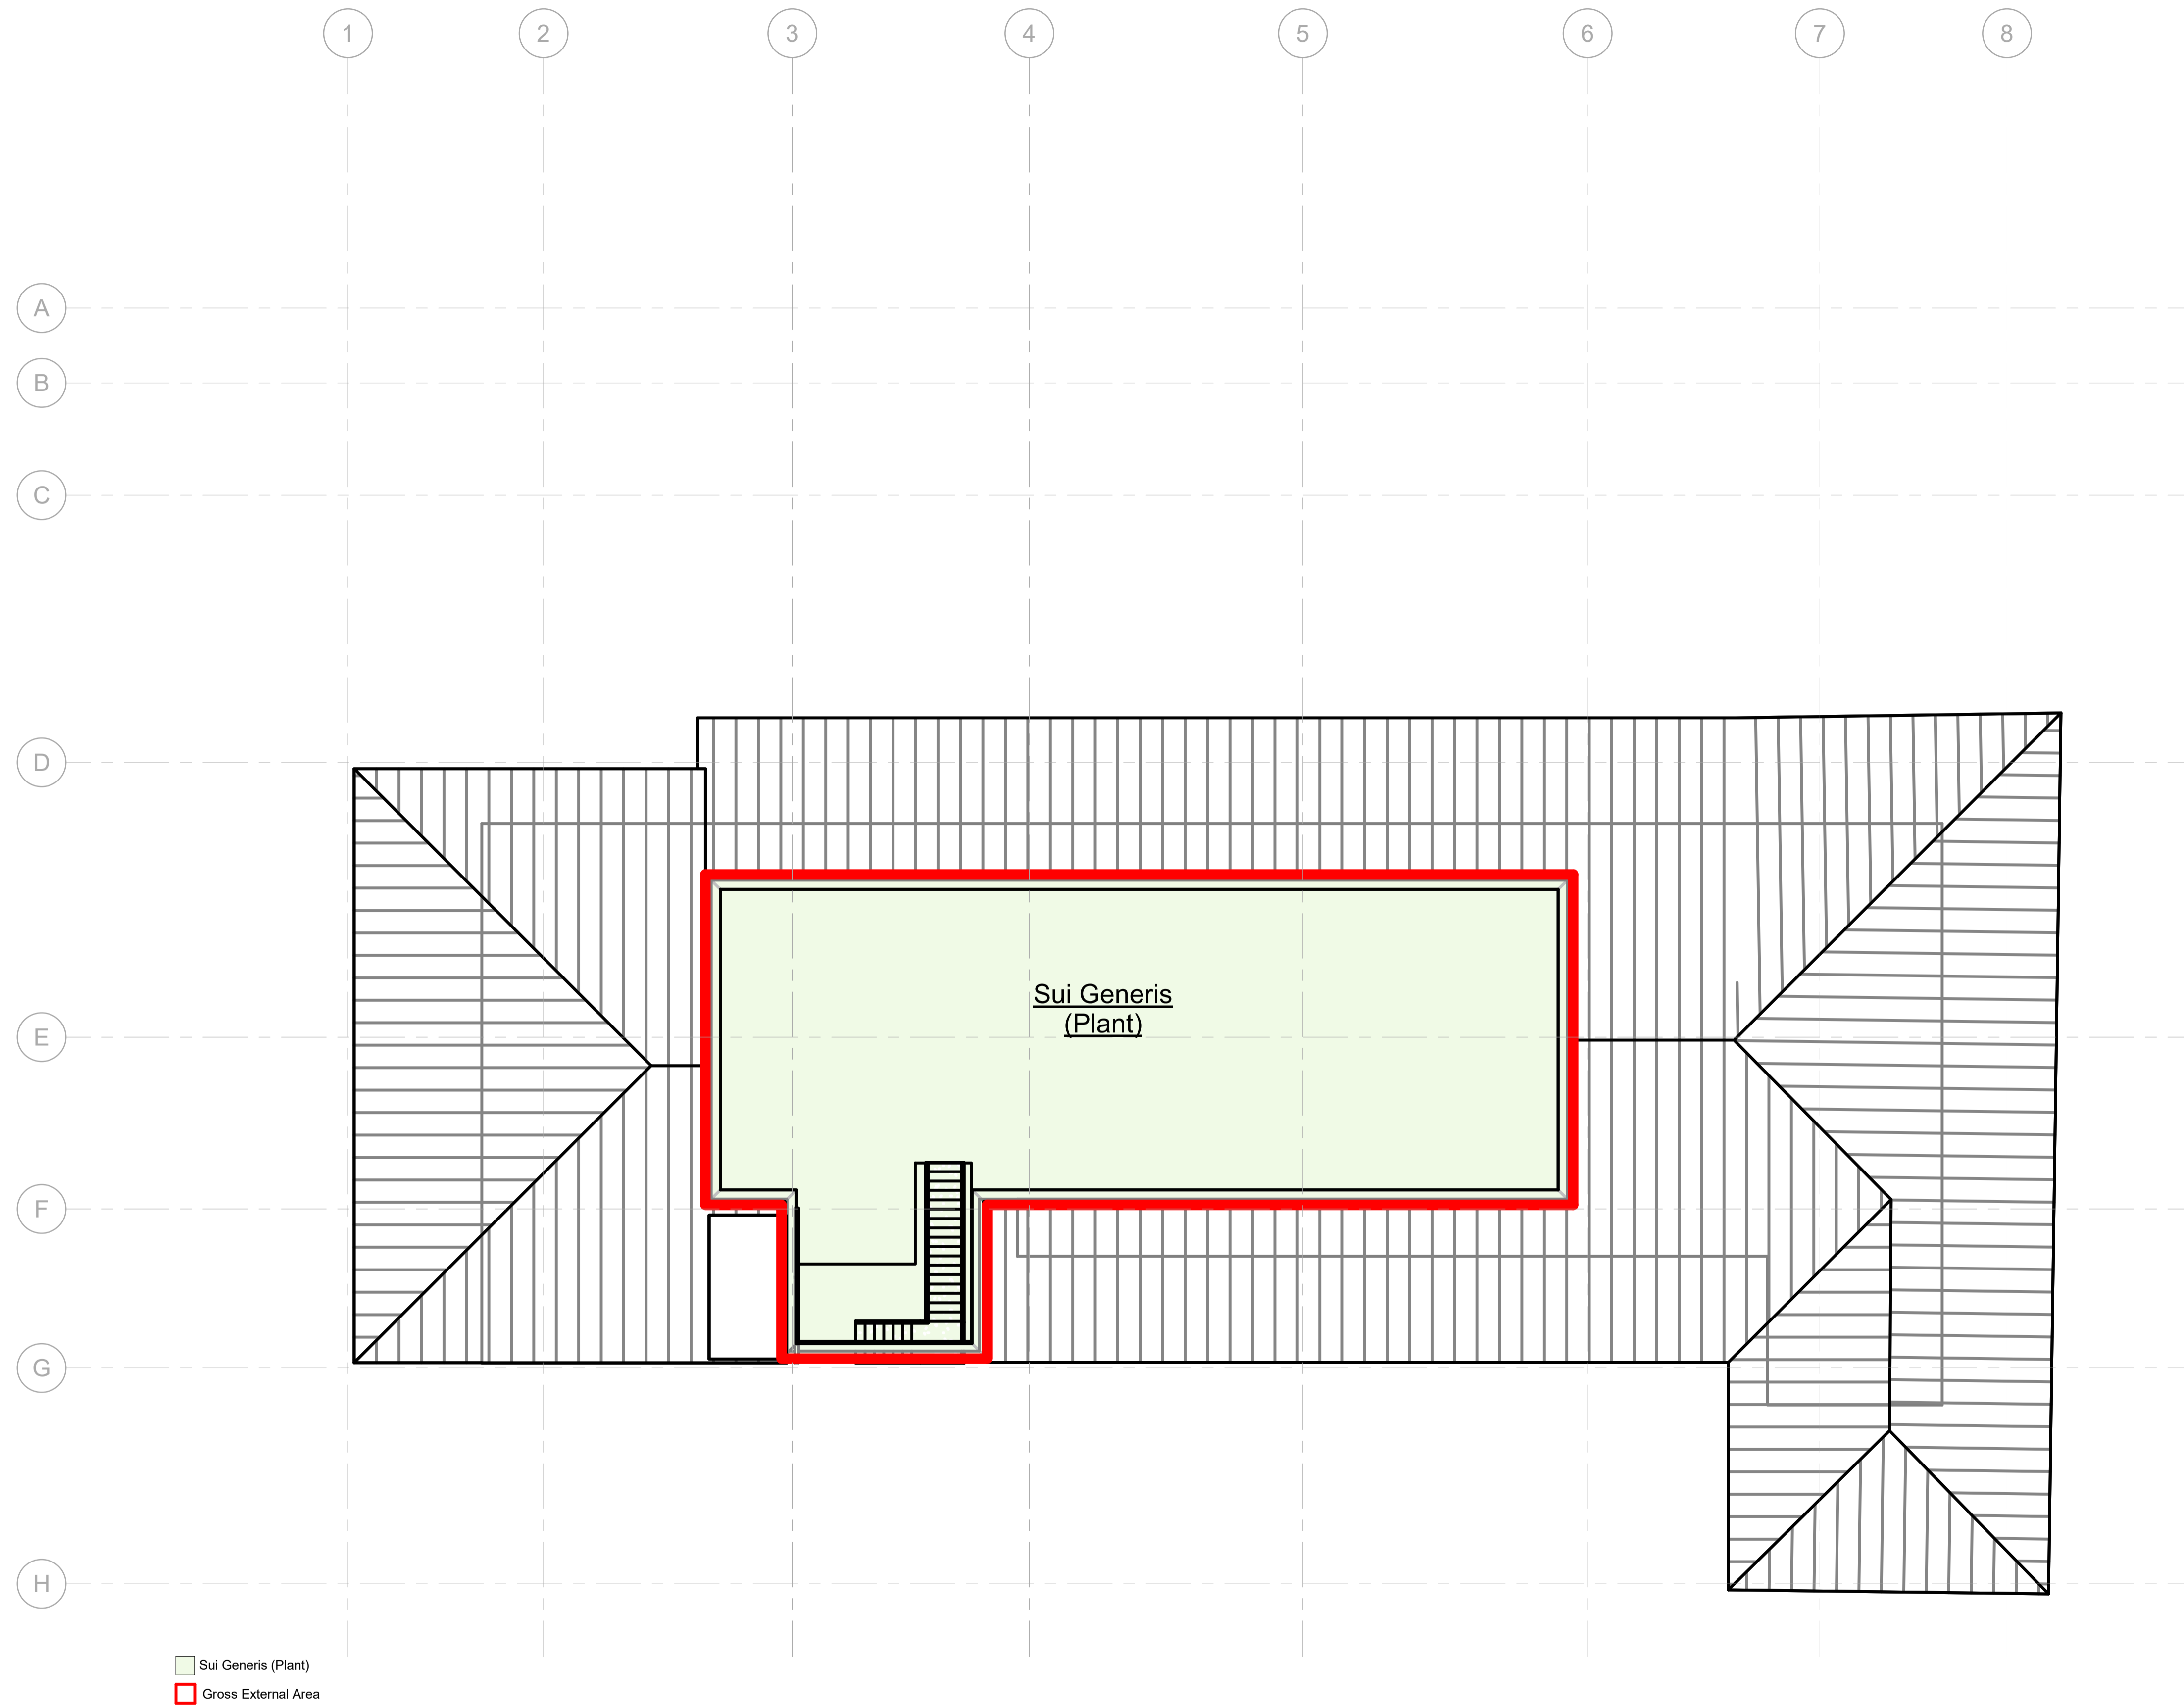 1 2 3 4 5 6 7 8
A
B
C
D
Sui Generis
(Plant)
E
F
G
H
Sui Generis (Plant)
Gross External Area